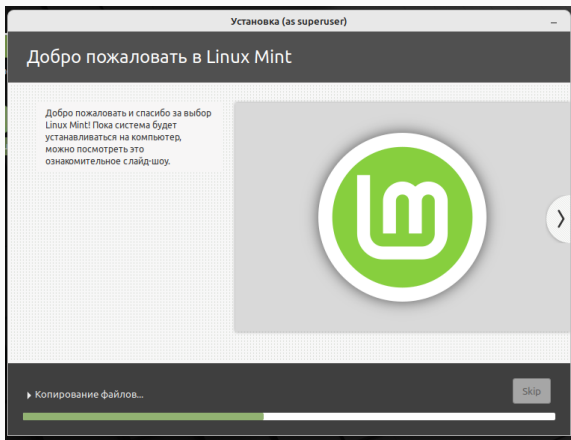 Установка (as superuser)
Добро пожаловать в Linux Mint
Добро пожаловать и спасибо за выбор
Linux Mint! Пока система будет
устанавливаться на компьютер,
можно посмотреть это
ознакомительное слайд-шоу.
Копирование файлов...
Skip